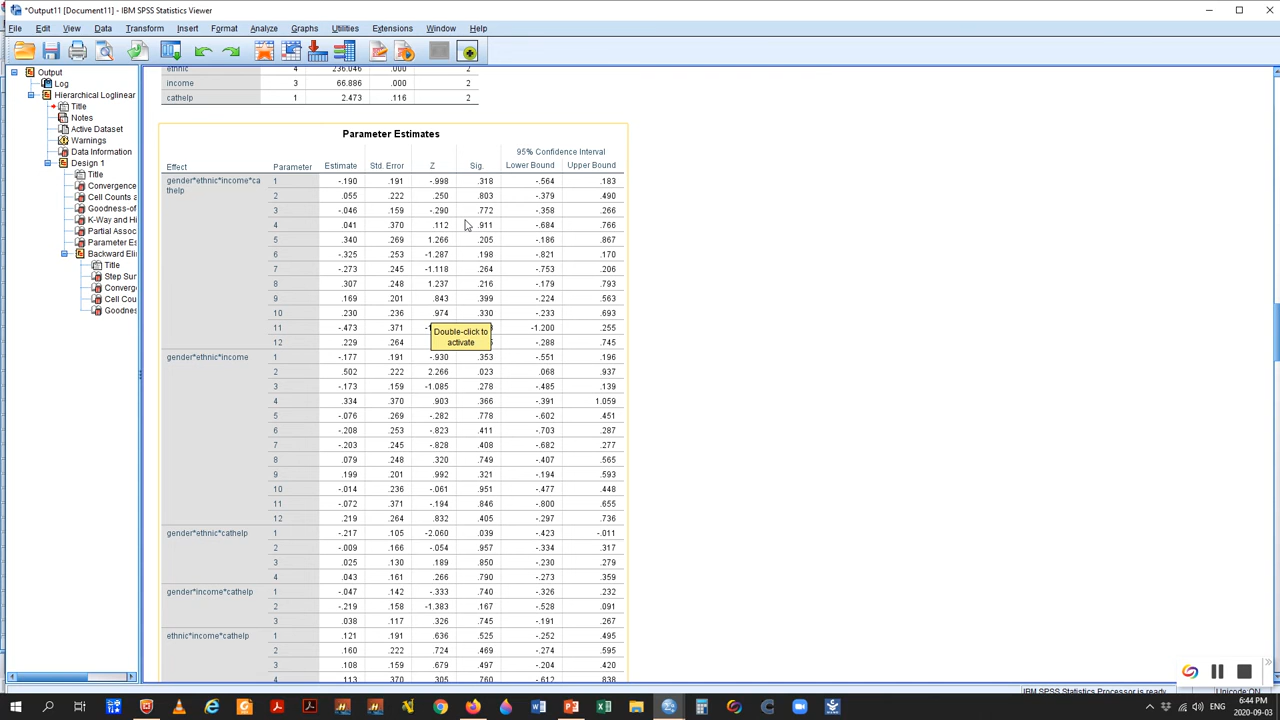 *Output11 [Document11] - IBM SPSS Statistics Viewer
File Edit View Data Transform Insert Format Analyze Graphs Utilities Extensions Window Help
Output
Log
Hierarchical Loglinear
Title
Notes
Active Dataset
Warnings
Data Information
Design 1
Title
Convergence
Cell Counts a
Goodness-of
K-Way and Hi
Partial Assoc
Parameter Es
Backward Eli
Title
Step Sum
Converg
Cell Cou
Goodnes
ethnic 4 236.046 .000 2
income 3 66.886 .000 2
cathelp 1 2.473 .116 2
Parameter Estimates
95% Confidence Interval
Effect Parameter Estimate Std. Error Z Sig. Lower Bound Upper Bound
gender*ethnic*income*ca 1 -.190 .191 -.998 .318 -.564 .183
thelp
2 .055 .222 .250 .803 -.379 .490
3 -.046 .159 -.290 .772 -.358 .266
4 .041 .370 .112 .911 -.684 .766
5 .340 .269 1.266 .205 -.186 .867
6 -.325 .253 -1.287 .198 -.821 .170
7 -.273 .245 -1.118 .264 -.753 .206
8 .307 .248 1.237 .216 -.179 .793
9 .169 .201 .843 .399 -.224 .563
10 .230 .236 .974 .330 -.233 .693
11 -.473 .371 -1.200 .255
12 .229 .264 -.288 .745
Double-click to
activate
gender*ethnic*income 1 -.177 .191 -.930 .353 -.551 .196
2 .502 .222 2.266 .023 .068 .937
3 -.173 .159 -1.085 .278 -.485 .139
4 .334 .370 .903 .366 -.391 1.059
5 -.076 .269 -.282 .778 -.602 .451
6 -.208 .253 -.823 .411 -.703 .287
7 -.203 .245 -.828 .408 -.682 .277
8 .079 .248 .320 .749 -.407 .565
9 .199 .201 .992 .321 -.194 .593
10 -.014 .236 -.061 .951 -.477 .448
11 -.072 .371 -.194 .846 -.800 .655
12 .219 .264 .832 .405 -.297 .736
gender*ethnic*cathelp 1 -.217 .105 -2.060 .039 -.423 -.011
2 -.009 .166 -.054 .957 -.334 .317
3 .025 .130 .189 .850 -.230 .279
4 .043 .161 .266 .790 -.273 .359
gender*income*cathelp 1 -.047 .142 -.333 .740 -.326 .232
2 -.219 .158 -1.383 .167 -.528 .091
3 .038 .117 .326 .745 -.191 .267
ethnic*income*cathelp 1 .121 .191 .636 .525 -.252 .495
2 .160 .222 .724 .469 -.274 .595
3 .108 .159 .679 .497 -.204 .420
4 .113 .370 .305 .760 -.612 .838
IBM SPSS Statistics Processor is ready
Unicode:ON
ENG
6:44 PM
2020-09-03